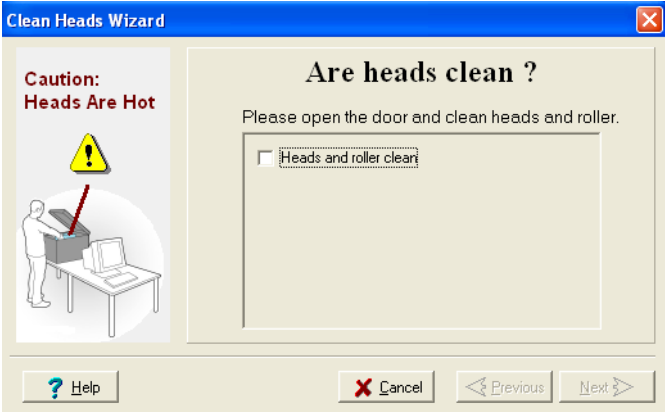 Clean Heads Wizard
Caution:
Heads Are Hot
Are heads clean ?
Please open the door and clean heads and roller.
Heads and roller clean
Help
Cancel
Previous
Next